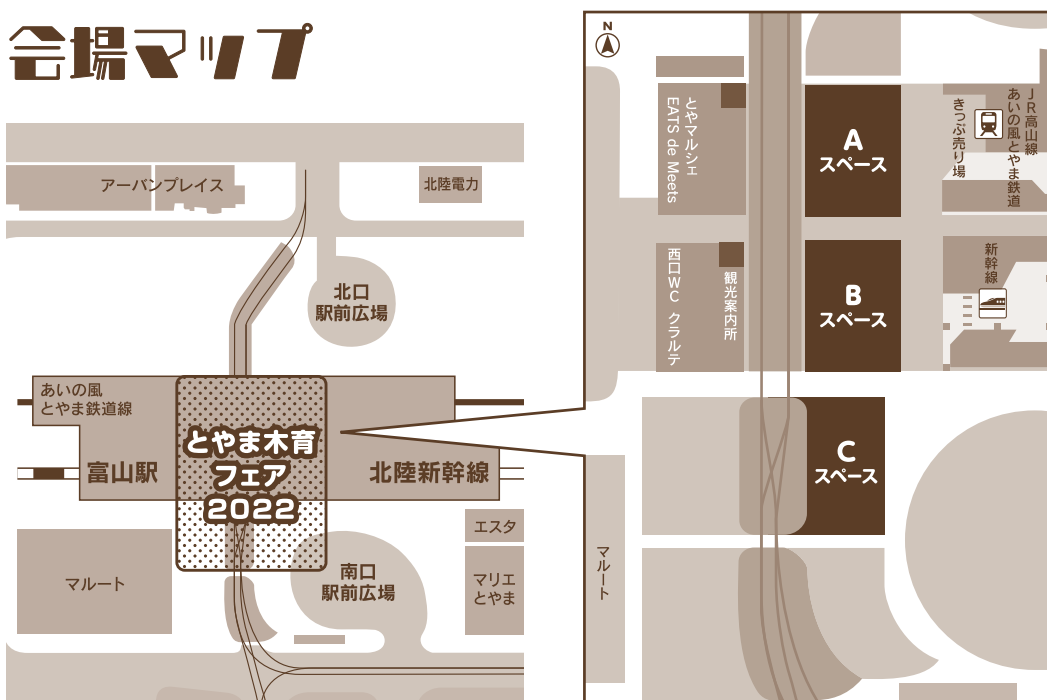 会場マップ
アーバンプレイス
北陸電力
北口
駅前広場
あいの風
とやま鉄道線
とやま木育
フェア
2022
富山駅
北陸新幹線
エスタ
マルート
南口
駅前広場
マリエ
とやま
N
とやマルシェ
EATS de Meets
A
スペース
JR高山線
あいの風とやま鉄道
きっぷ売り場
西口WC クラルテ
観光案内所
B
スペース
新幹線
C
スペース
マルート